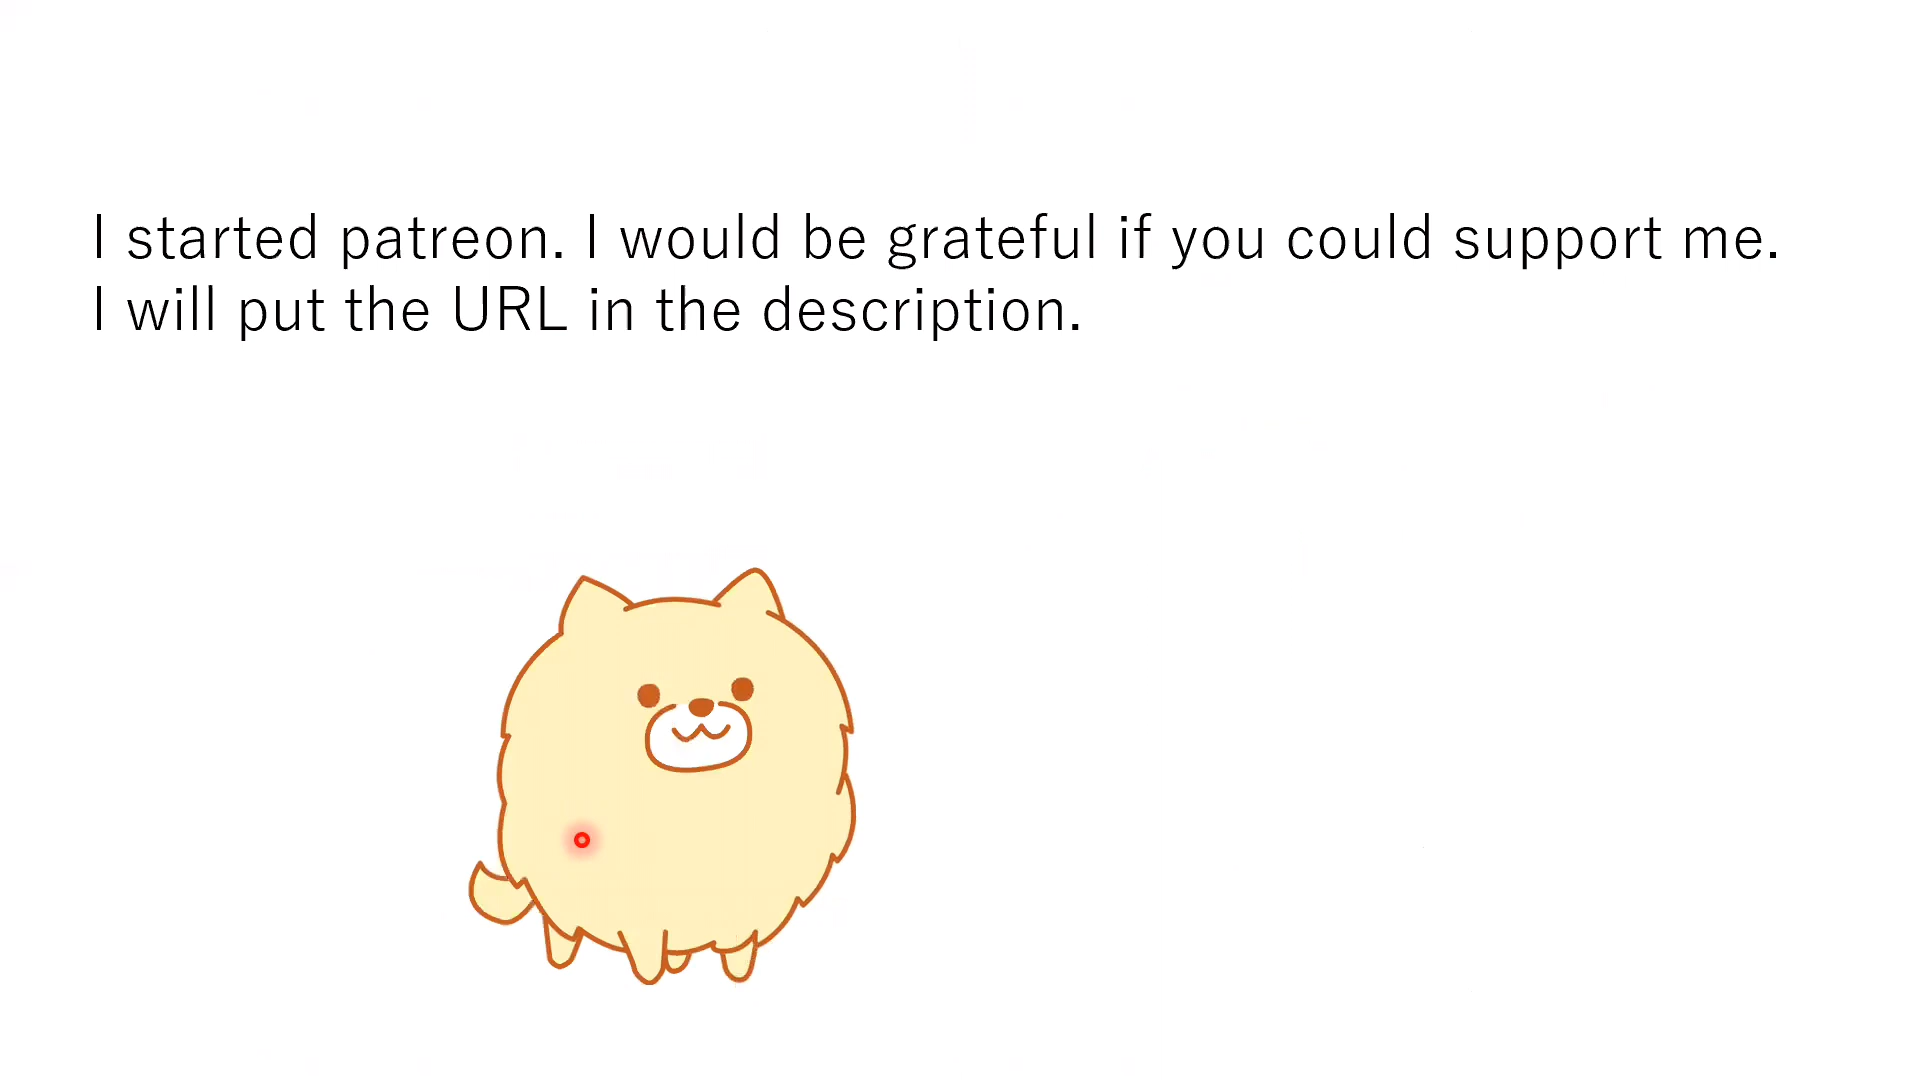 I started patreon. I would be grateful if you could support me.
I will put the URL in the description.